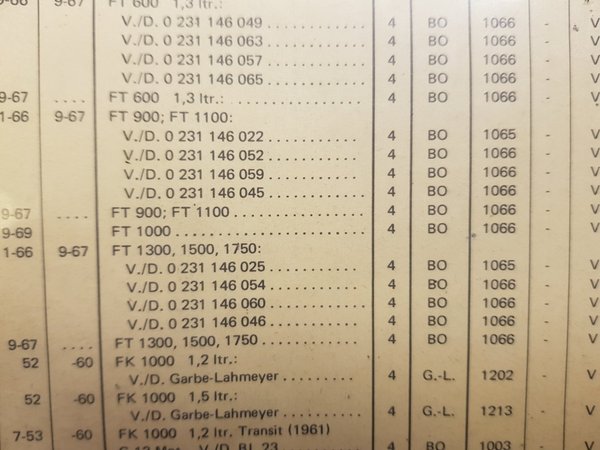 9-67 FT 600 1,3 ltr.:
V./D. 0 231 146 049 .......... 4 BO 1066 - V
V./D. 0 231 146 063 .......... 4 BO 1066 - V
V./D. 0 231 146 057 .......... 4 BO 1066 - V
V./D. 0 231 146 065 .......... 4 BO 1066 - V
9-67 .... FT 600 1,3 ltr.: ............ 4 BO 1066 - V
1-66 9-67 FT 900; FT 1100:
V./D. 0 231 146 022 .......... 4 BO 1065 - V
V./D. 0 231 146 052 .......... 4 BO 1066 - V
V./D. 0 231 146 059 .......... 4 BO 1066 - V
V./D. 0 231 146 045 .......... 4 BO 1066 - V
9-67 .... FT 900; FT 1100 .............. 4 BO 1066 - V
9-69 FT 1000 ..................... 4 BO 1066 - V
1-66 9-67 FT 1300, 1500, 1750:
V./D. 0 231 146 025 .......... 4 BO 1065 - V
V./D. 0 231 146 054 .......... 4 BO 1066 - V
V./D. 0 231 146 060 .......... 4 BO 1066 - V
V./D. 0 231 146 046 .......... 4 BO 1066 - V
9-67 .... FT 1300, 1500, 1750 ........... 4 BO 1066 - V
52 -60 FK 1000 1,2 ltr.:
V./D. Garbe-Lahmeyer ......... 4 G.-L. 1202 - V
52 -60 FK 1000 1,5 ltr.:
V./D. Garbe-Lahmeyer ......... 4 G.-L. 1213 - V
7-53 -60 FK 1000 1,2 ltr. Transit (1961)
V./D. BL 23 4 BO 1003 - V